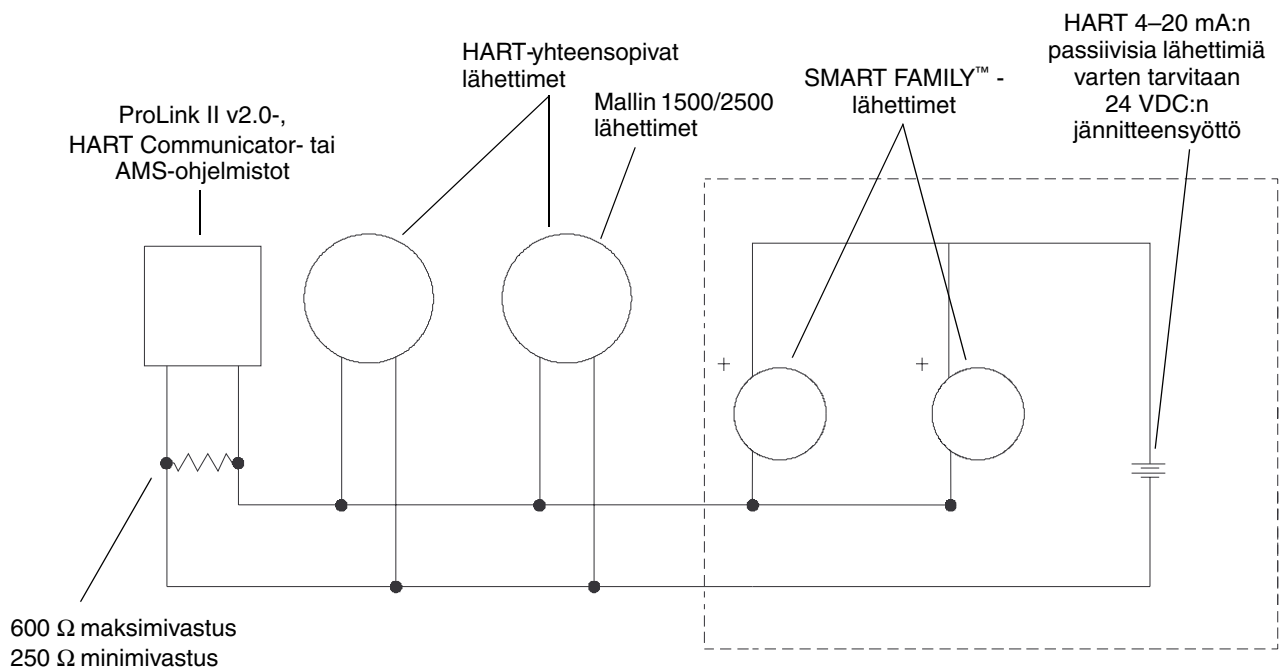 ProLink II v2.0-,
HART Communicator- tai
AMS-ohjelmistot
HART-yhteensopivat
lähettimet
Mallin 1500/2500
lähettimet
SMART FAMILY™ -
lähettimet
HART 4–20 mA:n
passiivisia lähettimiä
varten tarvitaan
24 VDC:n
jännitteensyöttö
+
+
600 Ω maksimivastus
250 Ω minimivastus